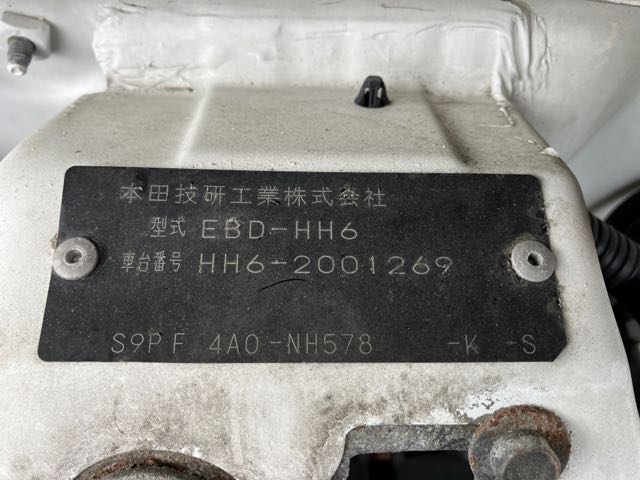 本田技研工業株式会社
型式 EBD-HH6
車台番号 HH6-2001269
S9PF 4A0-NH578 -K -S